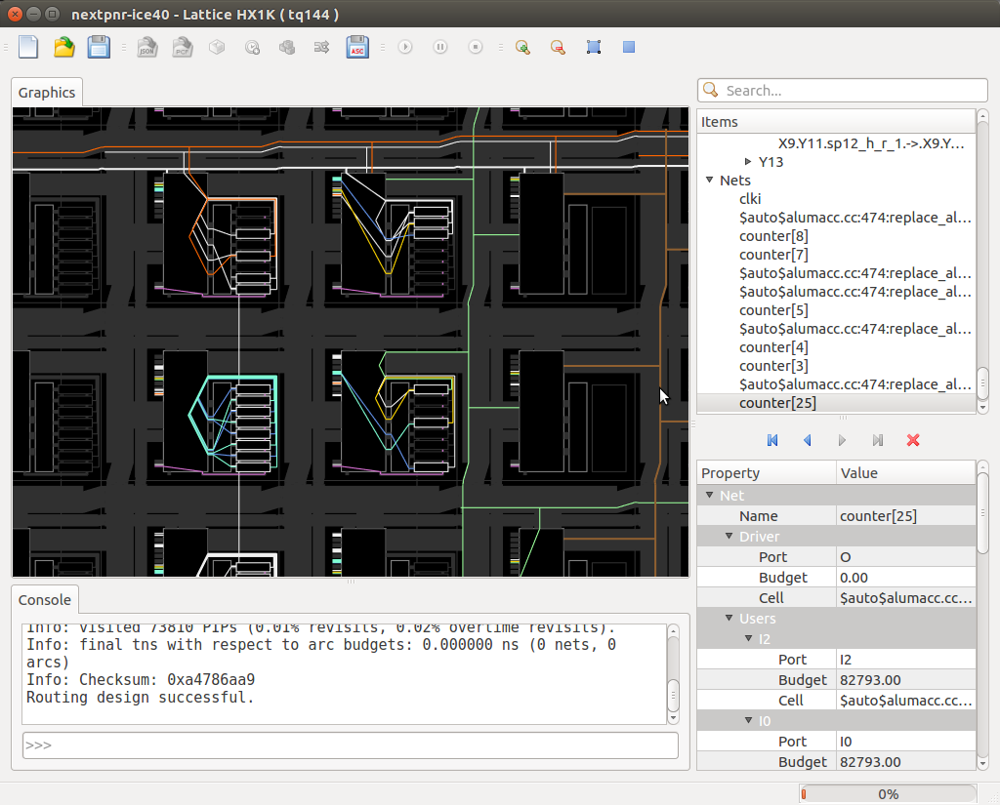 nextpnr-ice40 - Lattice HX1K ( tq144 )
JSON
PCF
ASC
Graphics
Search...
Items
X9.Y11.sp12_h_r_1.->.X9.Y...
Y13
Nets
clki
$auto$alumacc.cc:474:replace_al...
counter[8]
counter[7]
$auto$alumacc.cc:474:replace_al...
$auto$alumacc.cc:474:replace_al...
counter[5]
$auto$alumacc.cc:474:replace_al...
counter[4]
counter[3]
$auto$alumacc.cc:474:replace_al...
counter[25]
Property Value
Net
Name counter[25]
Driver
Port O
Budget 0.00
Cell $auto$alumacc.cc...
Users
I2
Port I2
Budget 82793.00
Cell $auto$alumacc.cc...
I0
Port I0
Budget 82793.00
Console
Info: visited 73810 PIPs (0.01% revisits, 0.02% overtime revisits).
Info: final tns with respect to arc budgets: 0.000000 ns (0 nets, 0
arcs)
Info: Checksum: 0xa4786aa9
Routing design successful.
>>>
0%